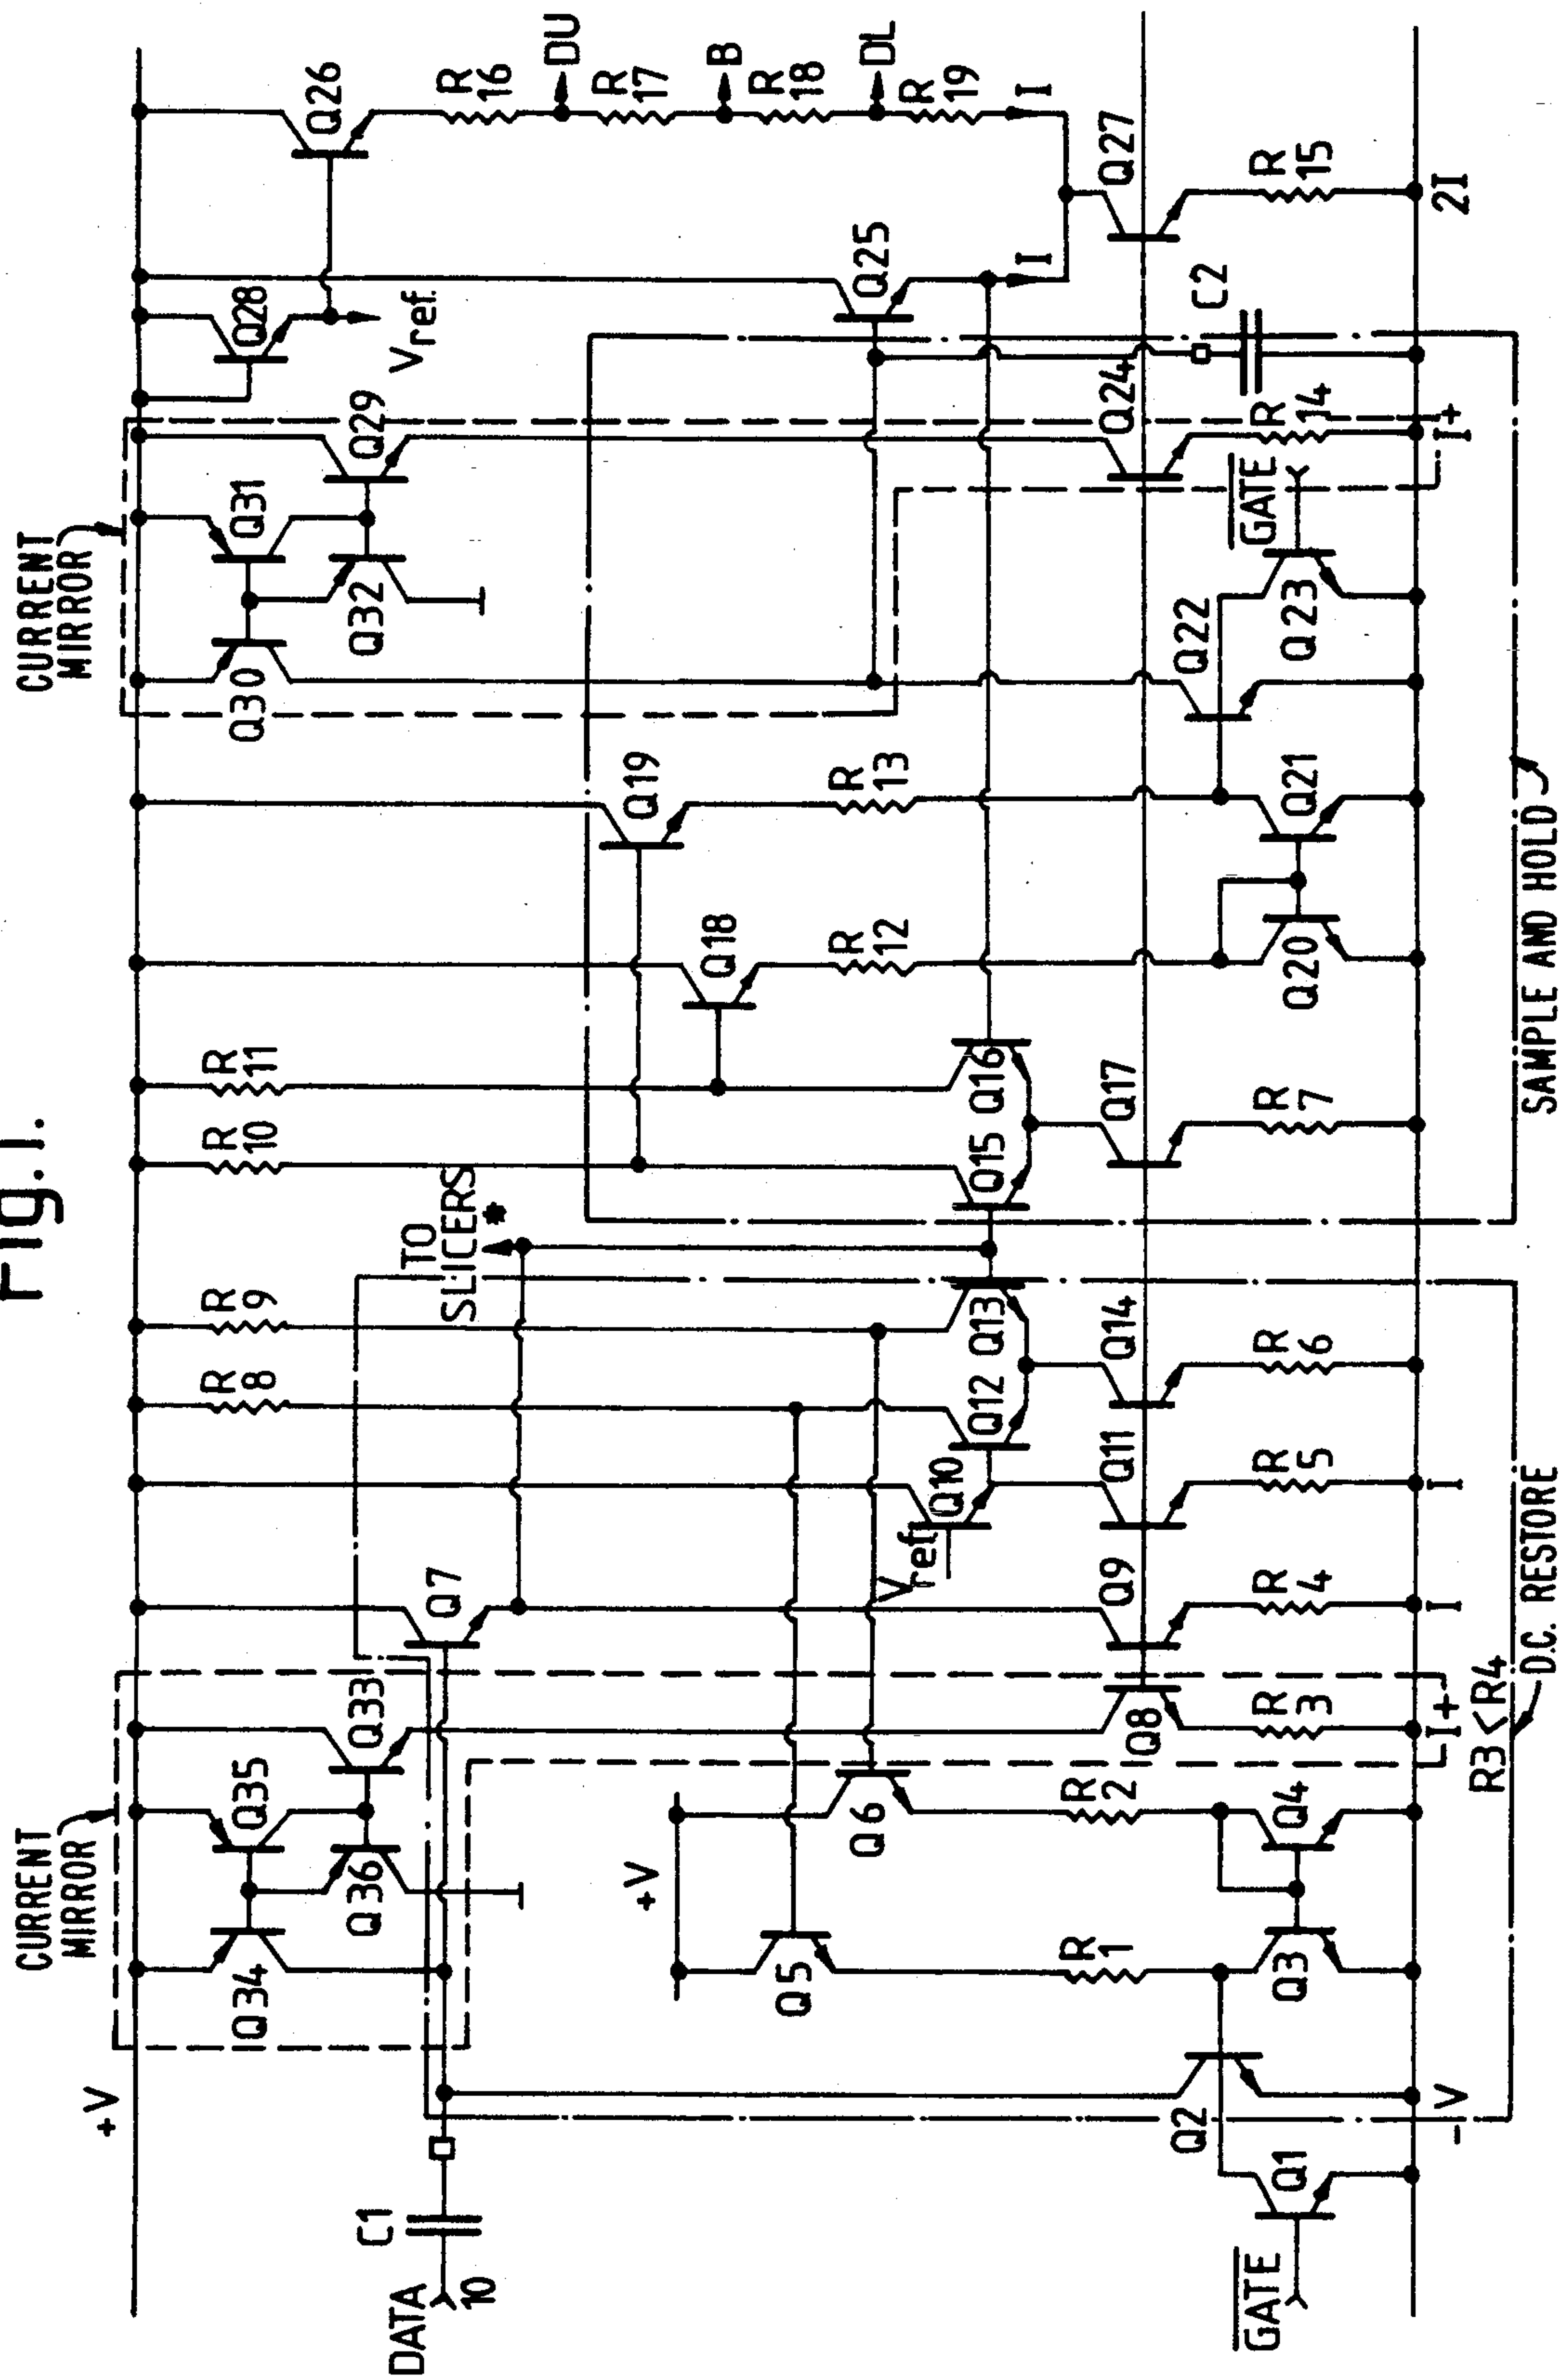 Fig.1.
+V
CURRENT
MIRROR
Q34
Q35
Q36
Q33
C1
DATA
10
Q7
TO
SLICERS *
R
8
R
9
R
10
R
11
CURRENT
MIRROR
Q30
Q31
Q32
Q29
Q28
Vref.
Q26
R
16
DU
R
17
B
R
18
DL
R
19
I
+V
Q5
Q6
R
1
R
2
Vref
Q10
Q12
Q13
Q15
Q16
Q18
R
12
Q19
R
13
Q25
I
Q2
Q8
Q9
Q11
Q14
Q17
Q22
Q24
C2
Q27
GATE
Q1
Q3
Q4
R
3
R
4
R
5
R
6
R
7
Q20
Q21
Q23
GATE
R
14
R
15
-V
I+
I
I
I+
2I
R3<R4
D.C. RESTORE
SAMPLE AND HOLD